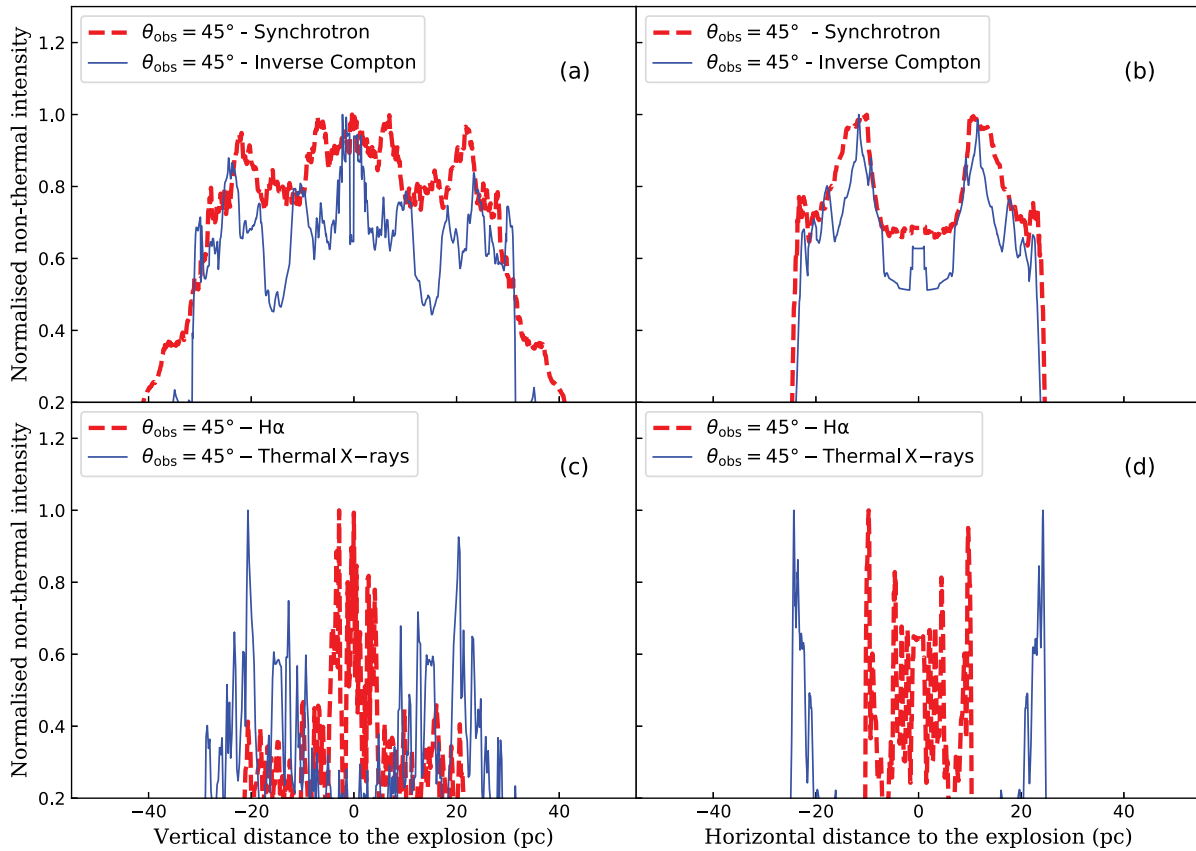 1.2
1.0
0.8
0.6
0.4
0.2
Normalised non-thermal intensity
θobs = 45° - Synchrotron
θobs = 45° - Inverse Compton
(a)
θobs = 45°  - Synchrotron
θobs = 45° - Inverse Compton
(b)
1.2
1.0
0.8
0.6
0.4
0.2
Normalised non-thermal intensity
θobs = 45° − Hα
θobs = 45° − Thermal X−rays
(c)
θobs = 45° − Hα
θobs = 45° − Thermal X−rays
(d)
−40 −20 0 20 40
−40 −20 0 20 40
Vertical distance to the explosion (pc)
Horizontal distance to the explosion (pc)